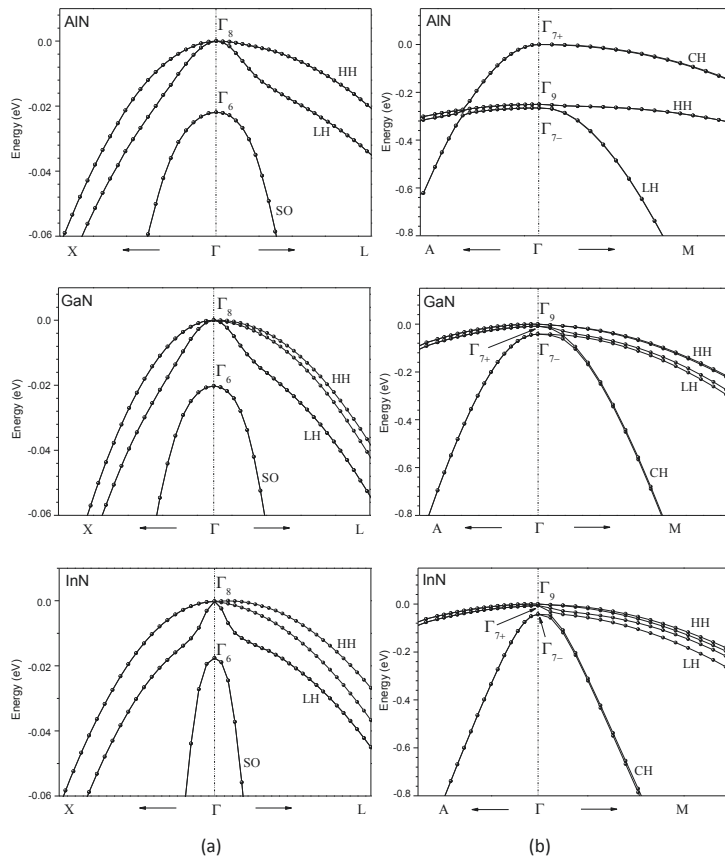 AlN
0.0
-0.02
-0.04
-0.06
Energy (eV)
Γ8
Γ6
HH
LH
SO
X ← Γ → L
AlN
0.0
-0.2
-0.4
-0.6
-0.8
Energy (eV)
Γ7+
Γ9
Γ7−
CH
HH
LH
A ← Γ → M
GaN
0.0
-0.02
-0.04
-0.06
Energy (eV)
Γ8
Γ6
HH
LH
SO
X ← Γ → L
GaN
0.0
-0.2
-0.4
-0.6
-0.8
Energy (eV)
Γ9
Γ7+
Γ7−
HH
LH
CH
A ← Γ → M
InN
0.0
-0.02
-0.04
-0.06
Energy (eV)
Γ8
Γ6
HH
LH
SO
X ← Γ → L
InN
0.0
-0.2
-0.4
-0.6
-0.8
Energy (eV)
Γ9
Γ7+
Γ7−
HH
LH
CH
A ← Γ → M
(a)
(b)